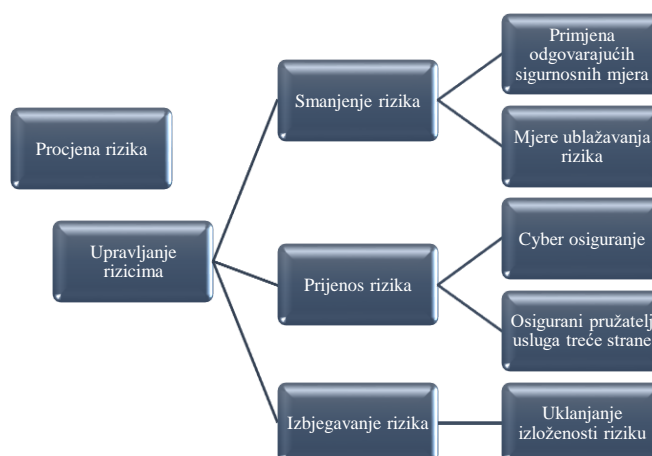 Procjena rizika
Upravljanje
rizicima
Smanjenje rizika
Prijenos rizika
Izbjegavanje rizika
Primjena
odgovarajućih
sigurnosnih mjera
Mjere ublažavanja
rizika
Cyber osiguranje
Osigurani pružatelj
usluga treće strane
Uklanjanje
izloženosti riziku